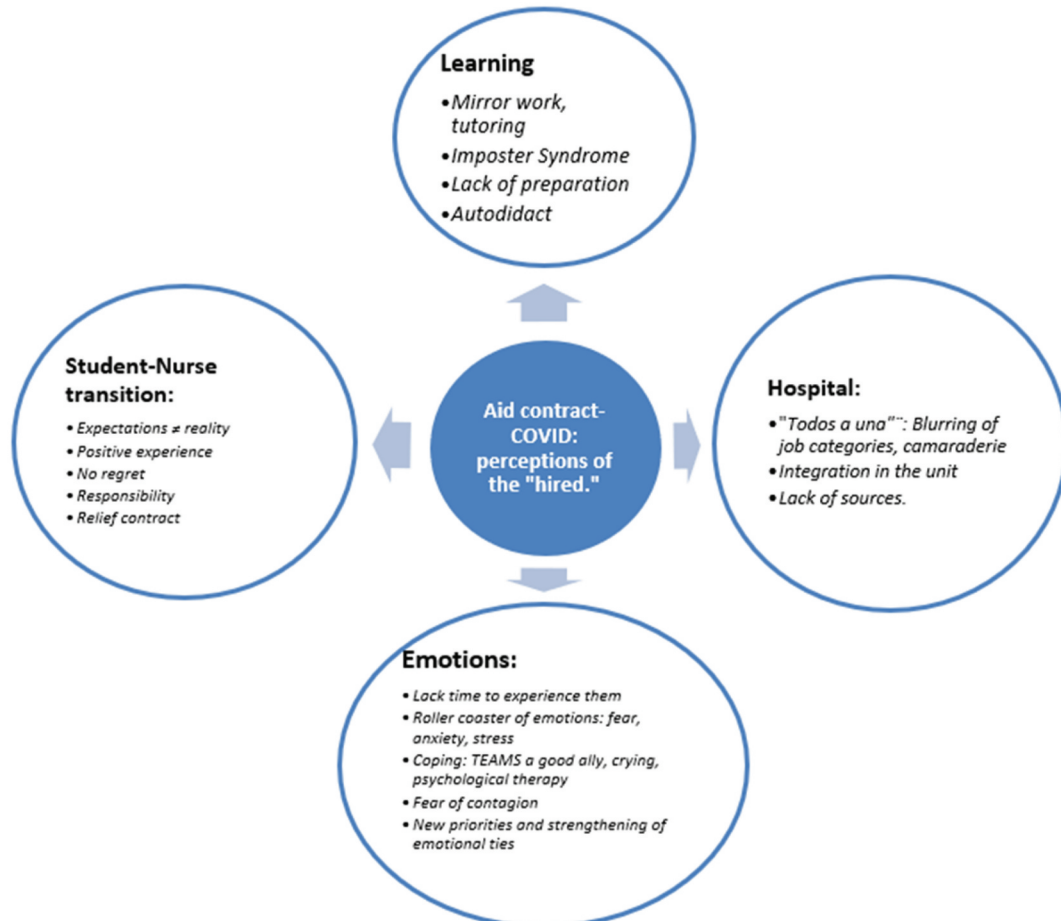 Learning
•Mirror work,
tutoring
•Imposter Syndrome
•Lack of preparation
•Autodidact
Student-Nurse
transition:
• Expectations ≠ reality
• Positive experience
• No regret
• Responsibility
• Relief contract
Aid contract-
COVID:
perceptions of
the "hired."
Hospital:
•"Todos a una"¨: Blurring of
job categories, camaraderie
•Integration in the unit
•Lack of sources.
Emotions:
• Lack time to experience them
• Roller coaster of emotions: fear,
anxiety, stress
• Coping: TEAMS a good ally, crying,
psychological therapy
• Fear of contagion
• New priorities and strengthening of
emotional ties